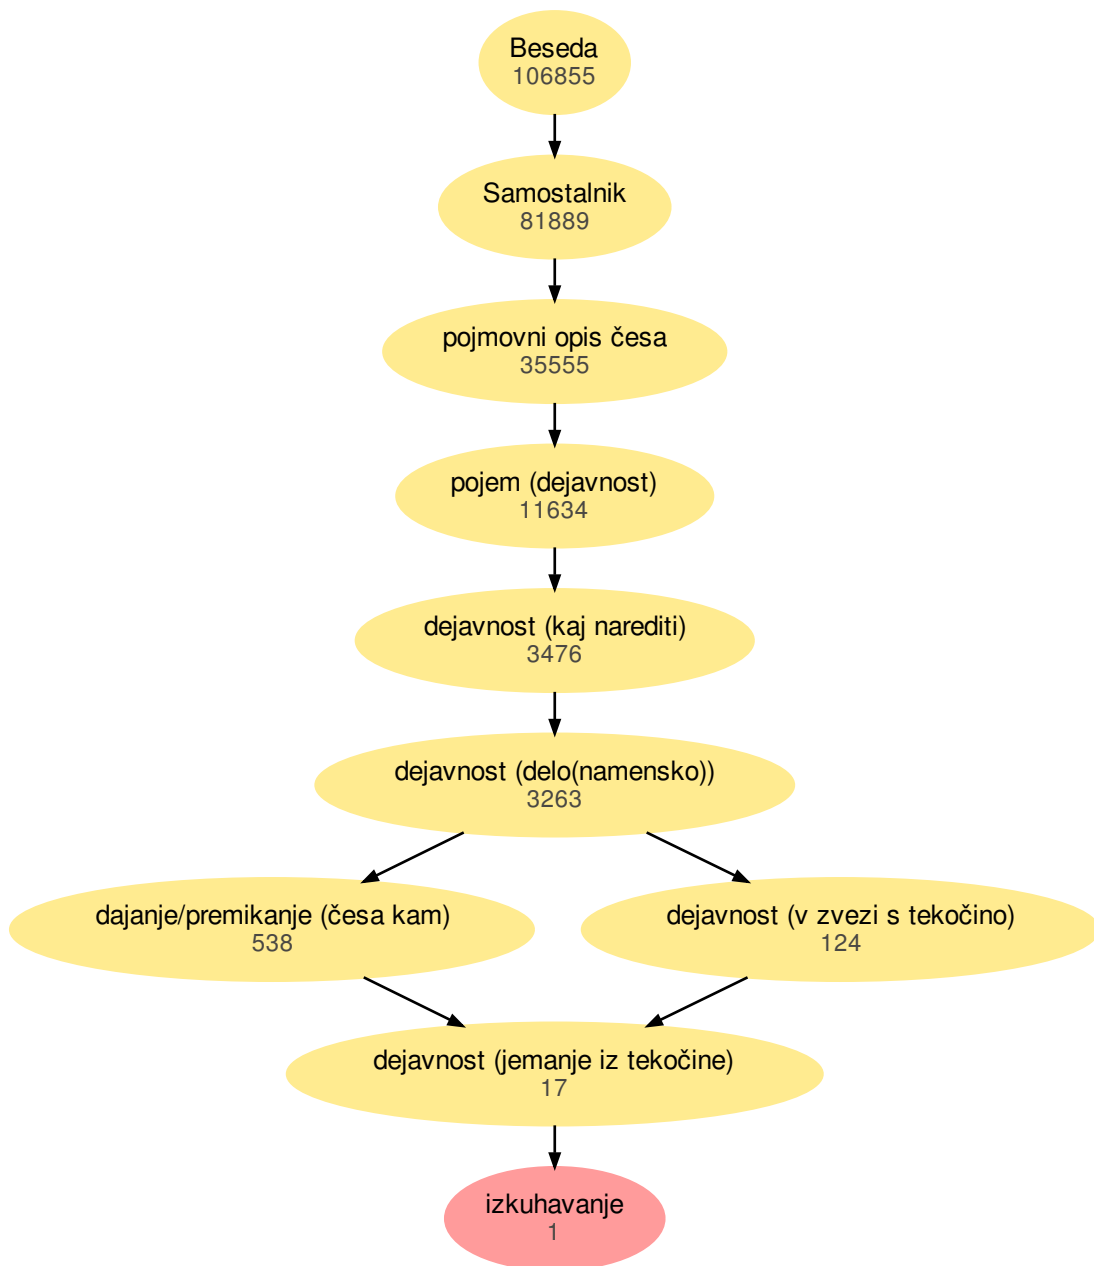 Beseda
106855
Samostalnik
81889
pojmovni opis česa
35555
pojem (dejavnost)
11634
dejavnost (kaj narediti)
3476
dejavnost (delo(namensko))
3263
dajanje/premikanje (česa kam)
538
dejavnost (v zvezi s tekočino)
124
dejavnost (jemanje iz tekočine)
17
izkuhavanje
1